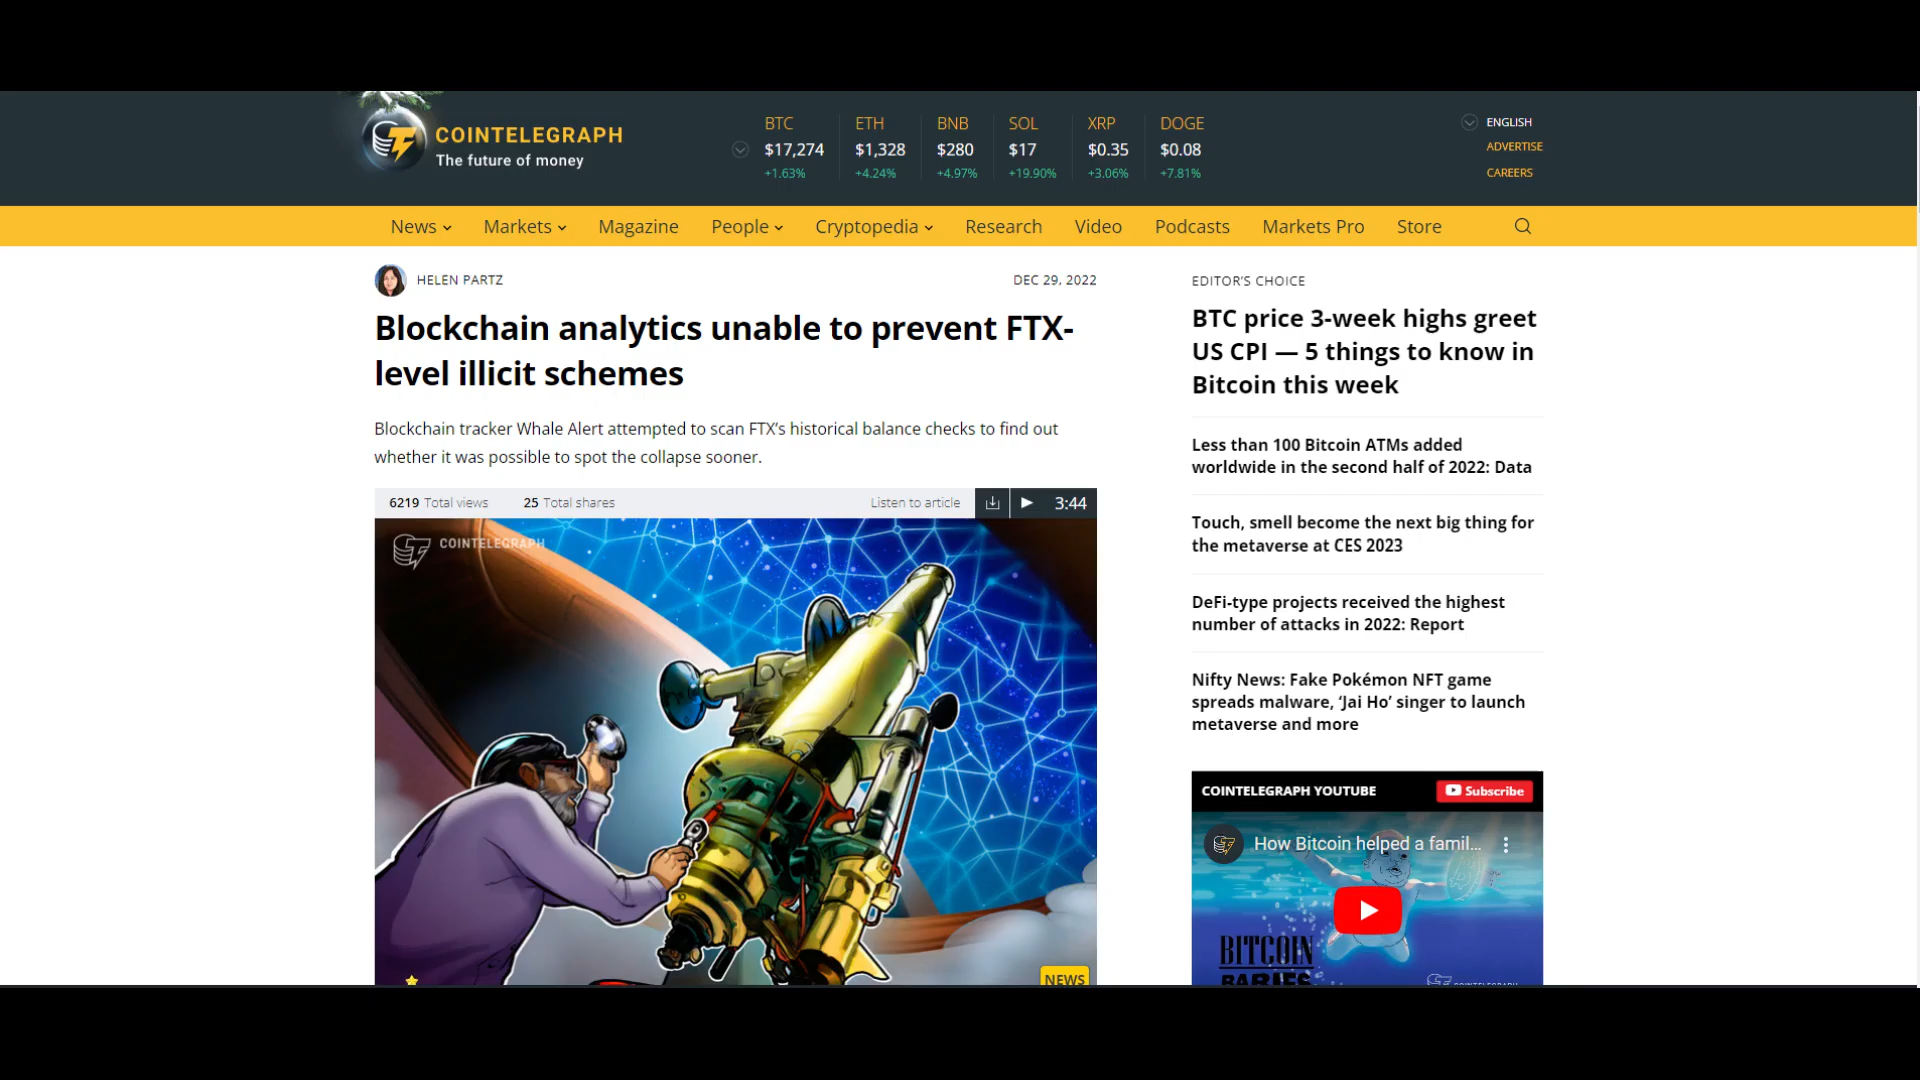 COINTELEGRAPH
The future of money
BTC
$17,274
+1.63%
ETH
$1,328
+4.24%
BNB
$280
+4.97%
SOL
$17
+19.90%
XRP
$0.35
+3.06%
DOGE
$0.08
+7.81%
ENGLISH
ADVERTISE
CAREERS
News Markets Magazine People Cryptopedia Research Video Podcasts Markets Pro Store
HELEN PARTZ
DEC 29, 2022
Blockchain analytics unable to prevent FTX-
level illicit schemes
Blockchain tracker Whale Alert attempted to scan FTX’s historical balance checks to find out
whether it was possible to spot the collapse sooner.
6219 Total views 25 Total shares Listen to article 3:44
COINTELEGRAPH
NEWS
EDITOR’S CHOICE
BTC price 3-week highs greet
US CPI — 5 things to know in
Bitcoin this week
Less than 100 Bitcoin ATMs added
worldwide in the second half of 2022: Data
Touch, smell become the next big thing for
the metaverse at CES 2023
DeFi-type projects received the highest
number of attacks in 2022: Report
Nifty News: Fake Pokémon NFT game
spreads malware, ‘Jai Ho’ singer to launch
metaverse and more
COINTELEGRAPH YOUTUBE Subscribe
How Bitcoin helped a famil...
BITCOIN
BABIES
COINTELEGRAPH